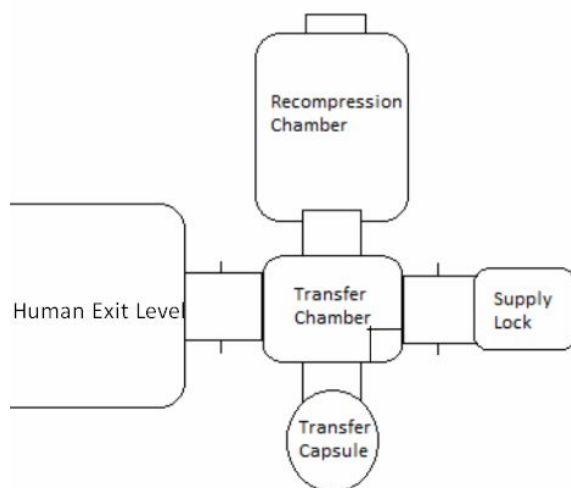 Recompression
Chamber
Human Exit Level
Transfer
Chamber
Supply
Lock
Transfer
Capsule